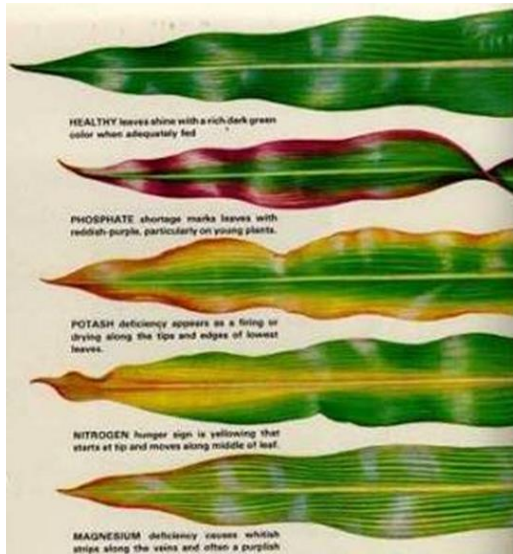 HEALTHY leaves shine with a rich dark green
color when adequately fed
PHOSPHATE shortage marks leaves with
reddish-purple, particularly on young plants.
POTASH deficiency appears as a firing or
drying along the tips and edges of lowest
leaves.
NITROGEN hunger sign is yellowing that
starts at tip and moves along middle of leaf.
MAGNESIUM deficiency causes whitish
strips along the veins and often a purplish